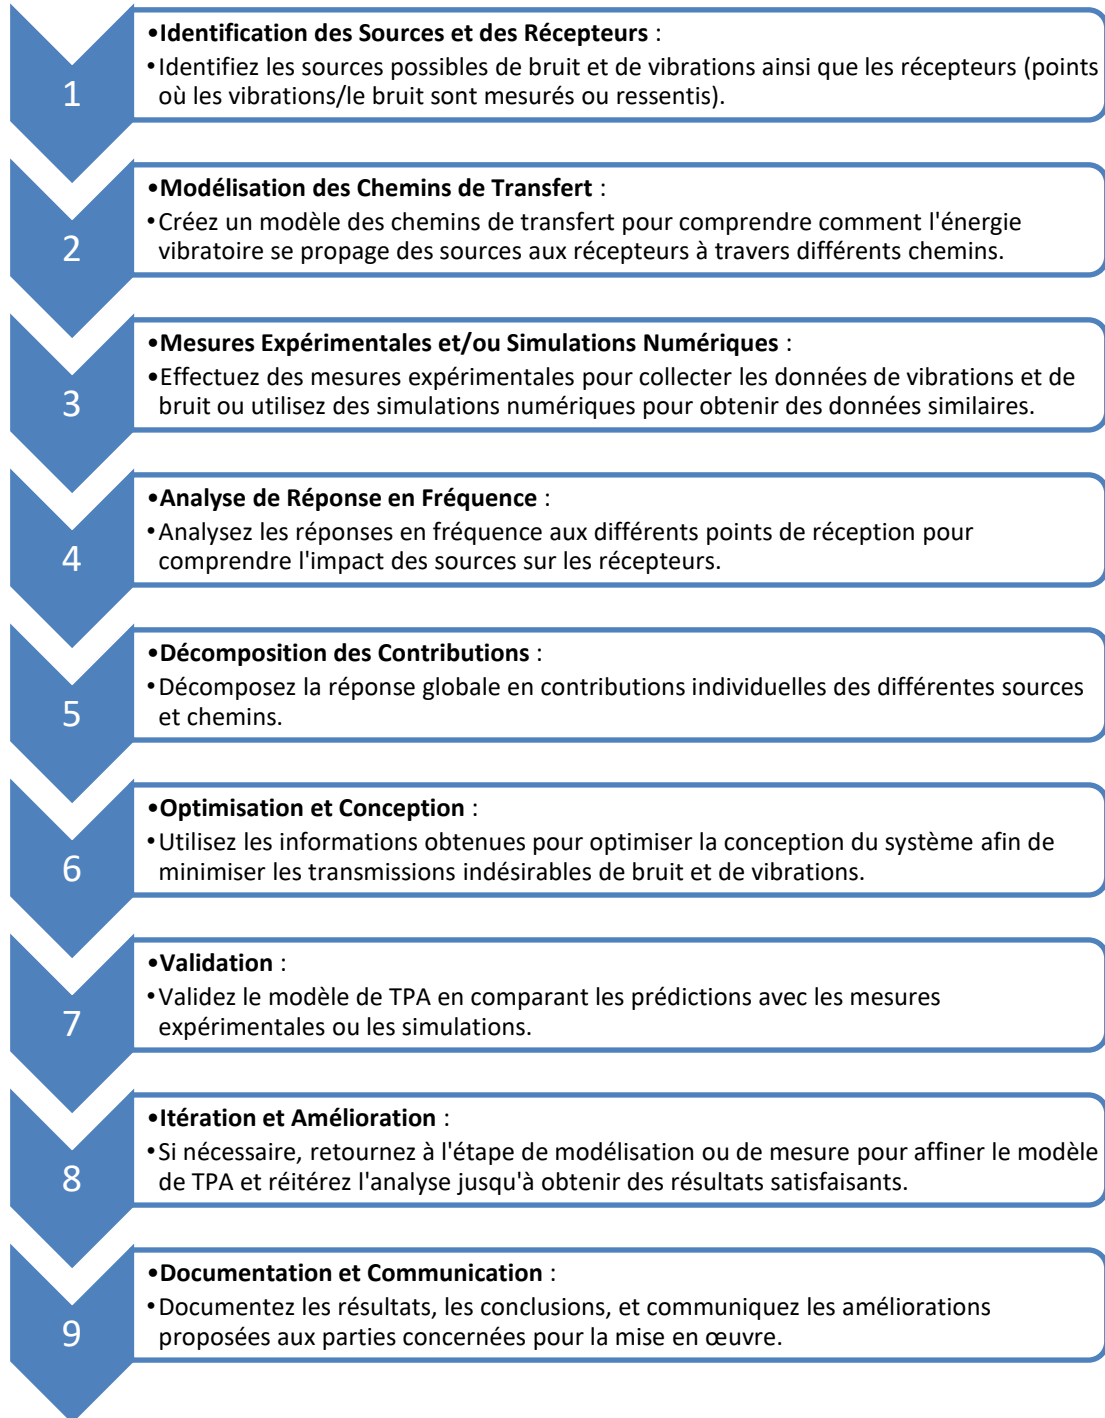 1
•Identification des Sources et des Récepteurs :
•Identifiez les sources possibles de bruit et de vibrations ainsi que les récepteurs (points
où les vibrations/le bruit sont mesurés ou ressentis).
2
•Modélisation des Chemins de Transfert :
•Créez un modèle des chemins de transfert pour comprendre comment l'énergie
vibratoire se propage des sources aux récepteurs à travers différents chemins.
3
•Mesures Expérimentales et/ou Simulations Numériques :
•Effectuez des mesures expérimentales pour collecter les données de vibrations et de
bruit ou utilisez des simulations numériques pour obtenir des données similaires.
4
•Analyse de Réponse en Fréquence :
•Analysez les réponses en fréquence aux différents points de réception pour
comprendre l'impact des sources sur les récepteurs.
5
•Décomposition des Contributions :
•Décomposez la réponse globale en contributions individuelles des différentes sources
et chemins.
6
•Optimisation et Conception :
•Utilisez les informations obtenues pour optimiser la conception du système afin de
minimiser les transmissions indésirables de bruit et de vibrations.
7
•Validation :
•Validez le modèle de TPA en comparant les prédictions avec les mesures
expérimentales ou les simulations.
8
•Itération et Amélioration :
•Si nécessaire, retournez à l'étape de modélisation ou de mesure pour affiner le modèle
de TPA et réitérez l'analyse jusqu'à obtenir des résultats satisfaisants.
9
•Documentation et Communication :
•Documentez les résultats, les conclusions, et communiquez les améliorations
proposées aux parties concernées pour la mise en œuvre.